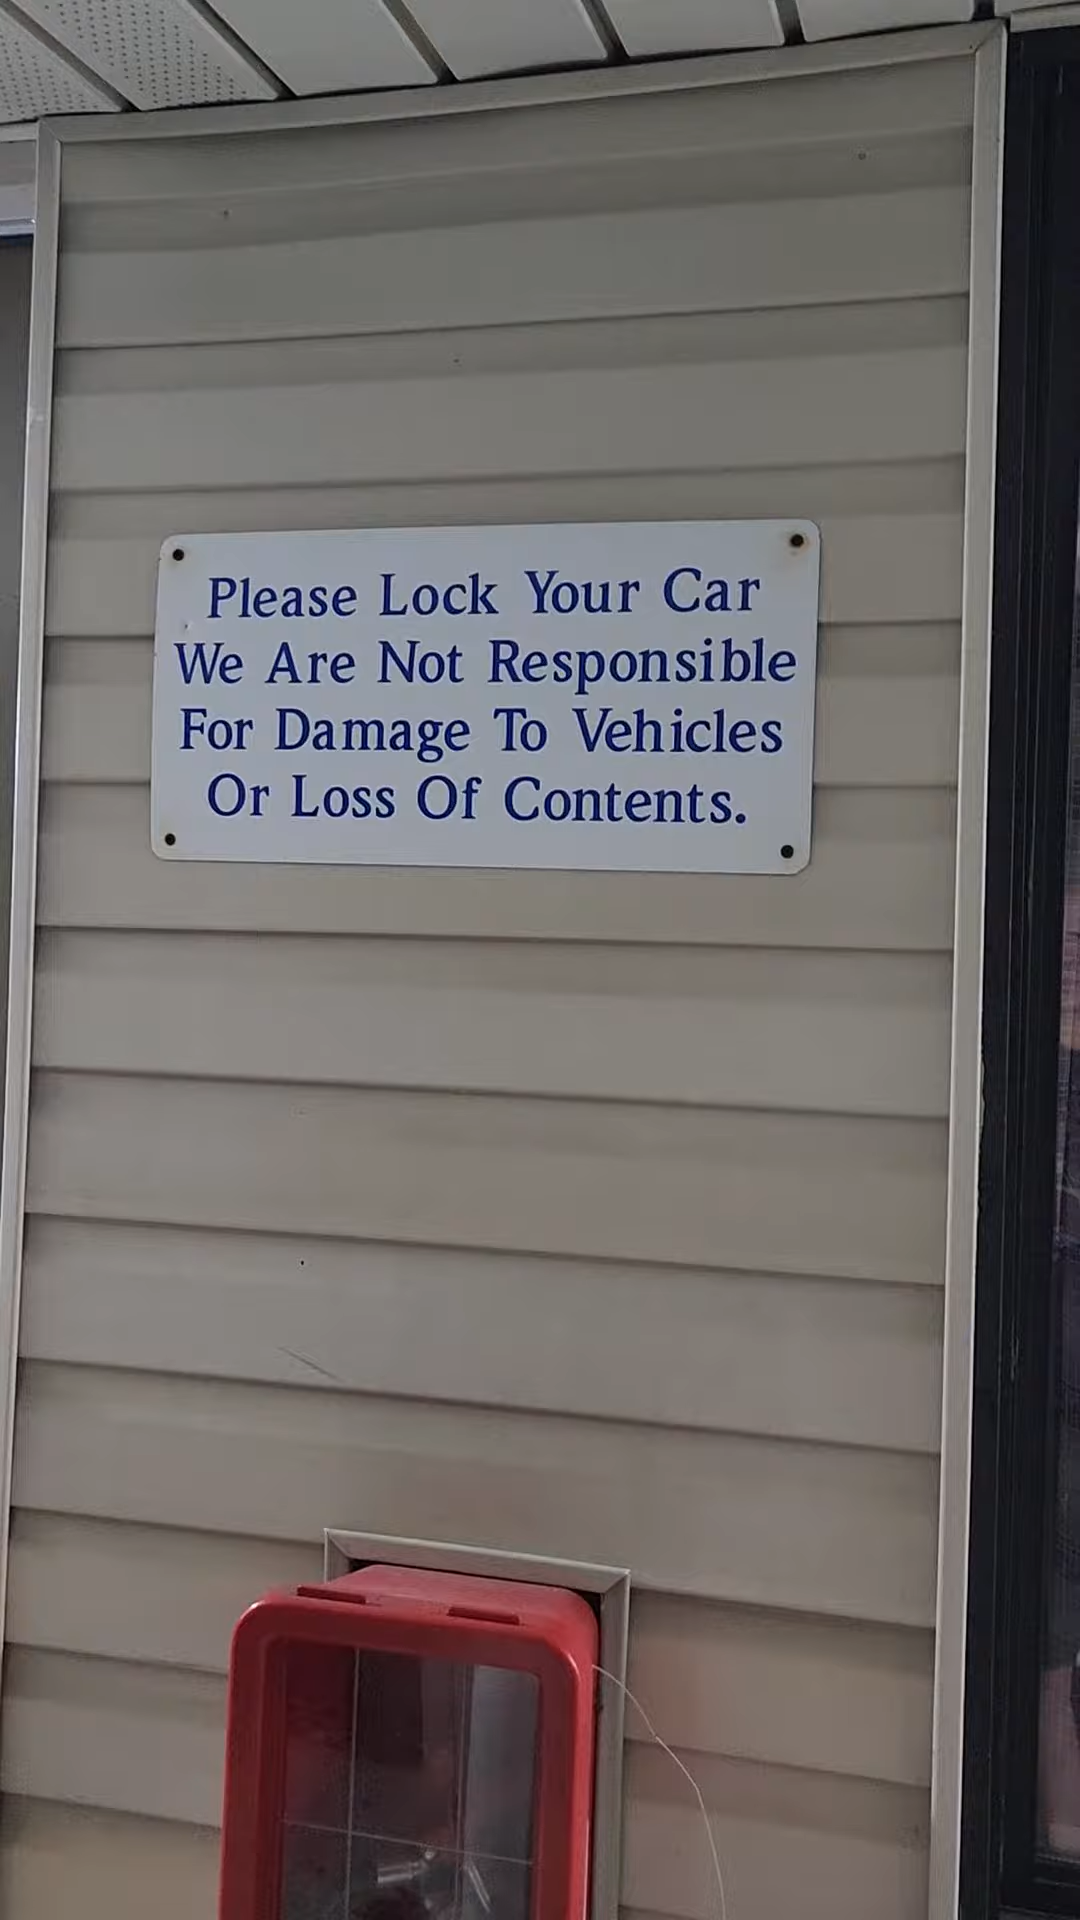 Please Lock Your Car
We Are Not Responsible
For Damage To Vehicles
Or Loss Of Contents.